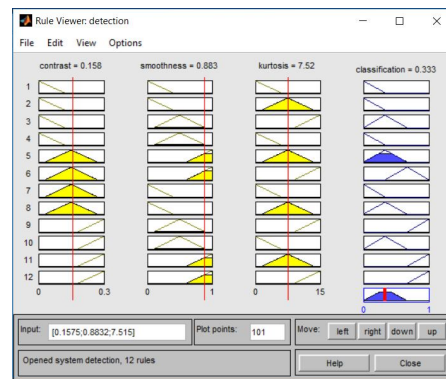 Rule Viewer: detection
File Edit View Options
contrast = 0.158 smoothness = 0.883 kurtosis = 7.52 classification = 0.333
1
2
3
4
5
6
7
8
9
10
11
12
0 0.3 0 1 0 15
0 1
Input: [0.1575;0.8832;7.515] Plot points: 101 Move: left right down up
Opened system detection, 12 rules Help Close